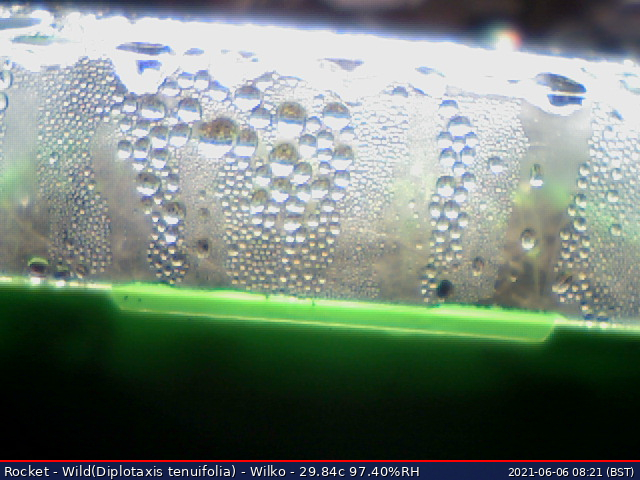 Rocket - Wild(Diplotaxis tenuifolia) - Wilko - 29.84c 97.40%RH
2021-06-06 08:21 (BST)